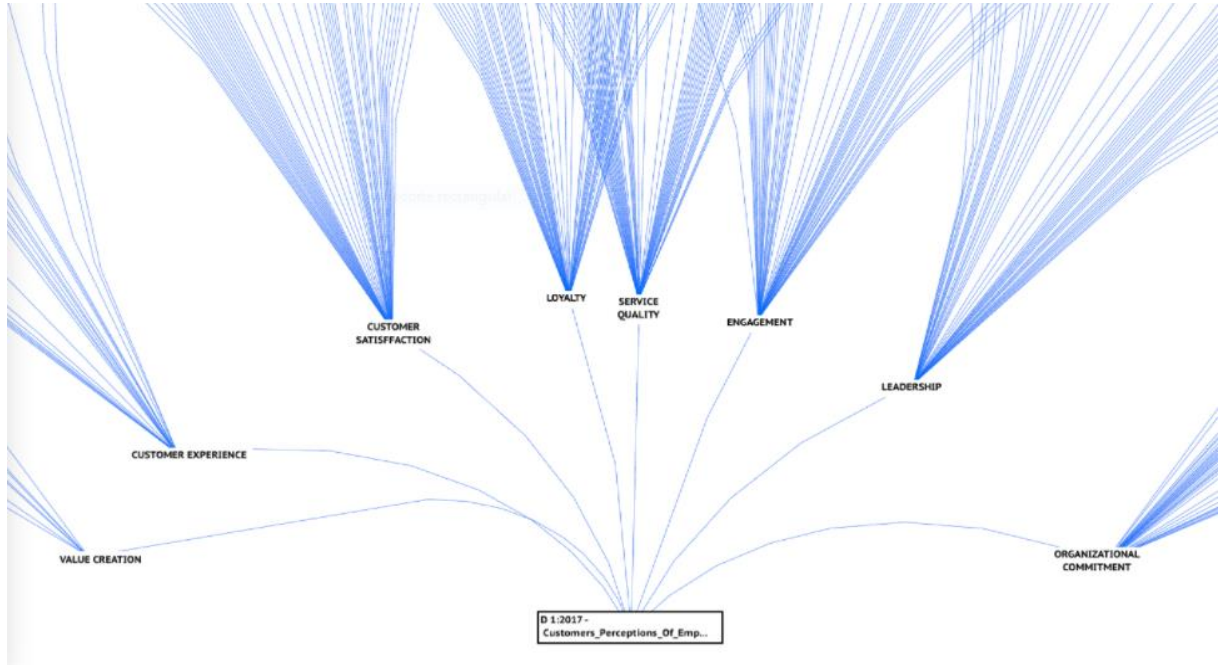 LOYALTY
SERVICE
QUALITY
ENGAGEMENT
CUSTOMER
SATISFFACTION
LEADERSHIP
CUSTOMER EXPERIENCE
VALUE CREATION
ORGANIZATIONAL
COMMITMENT
D 1:2017 -
Customers_Perceptions_Of_Emp...